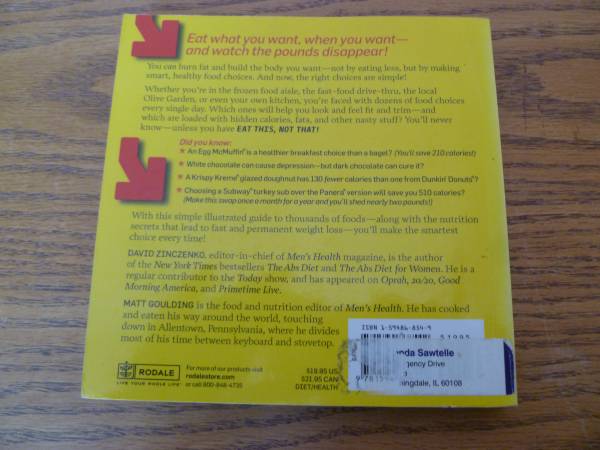 Eat what you want, when you want—
and watch the pounds disappear!
You can burn fat and build the body you want—not by eating less, but by making
smart, healthy food choices. And now, the right choices are simple!
Whether you're in the frozen food aisle, the fast-food drive-thru, the local
Olive Garden, or even your own kitchen, you're faced with dozens of food choices
every single day. Which ones will help you look and feel fit and trim—and
which are loaded with hidden calories, fats, and other nasty stuff? You'll never
know—unless you have EAT THIS, NOT THAT!
Did you know:
★ An Egg McMuffin® is a healthier breakfast choice than a bagel? (You'll save 210 calories!)
★ White chocolate can cause depression—but dark chocolate can cure it?
★ A Krispy Kreme® glazed doughnut has 130 fewer calories than one from Dunkin' Donuts®?
★ Choosing a Subway® turkey sub over the Panera® version will save you 510 calories?
(Make this swap once a month for a year and you'll shed nearly two pounds!)
With this simple illustrated guide to thousands of foods—along with the nutrition
secrets that lead to fast and permanent weight loss—you'll make the smartest
choice every time!
DAVID ZINCZENKO, editor-in-chief of Men's Health magazine, is the author
of the New York Times bestsellers The Abs Diet and The Abs Diet for Women. He is a
regular contributor to the Today show, and has appeared on Oprah, 20/20, Good
Morning America, and Primetime Live.
MATT GOULDING is the food and nutrition editor of Men's Health. He has cooked
and eaten his way around the world, touching
down in Allentown, Pennsylvania, where he divides
most of his time between keyboard and stovetop.
ISBN 1-59486-854-9
51995
nda Sawtelle
gency Drive
ningdale, IL 60108
9 781594
RODALE
LIVE YOUR WHOLE LIFE
For more of our products visit
rodalestore.com
or call 800-848-4735
$19.95 US
$21.95 CAN
DIET/HEALTH